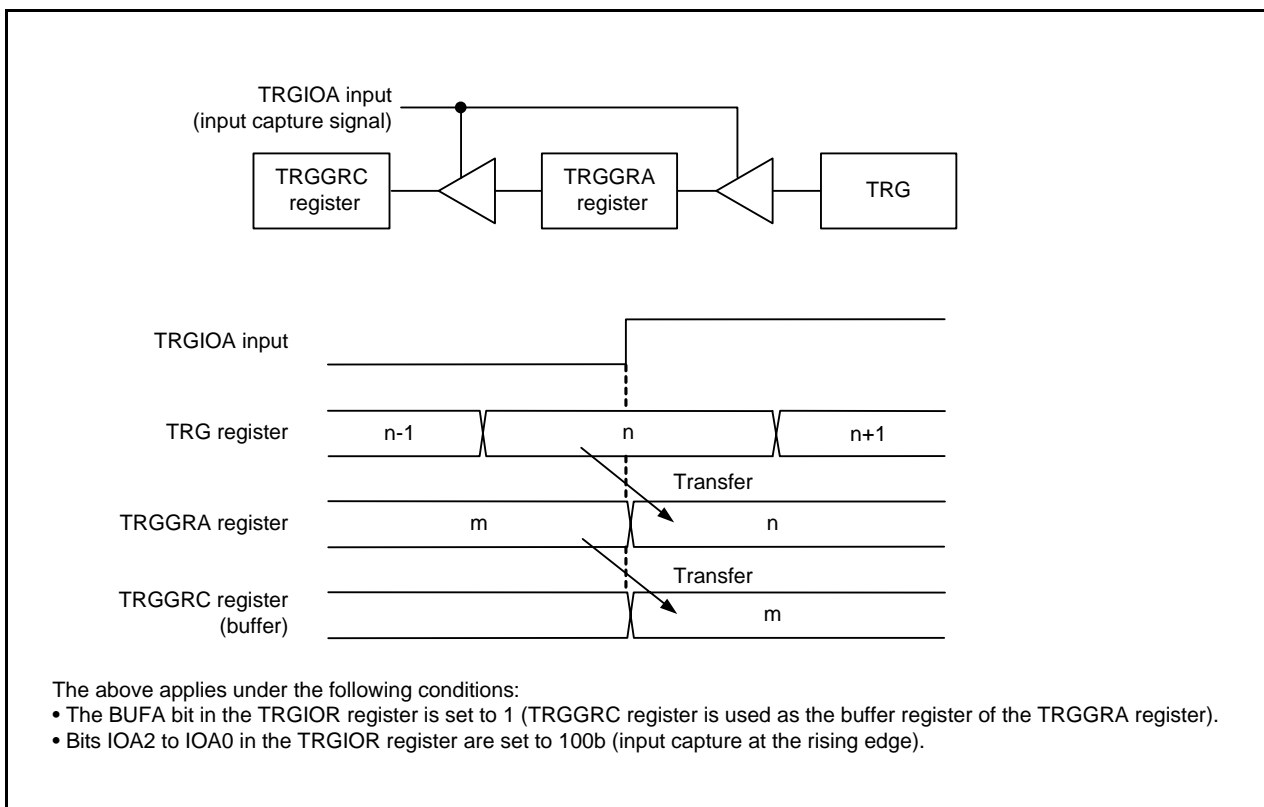 TRGIOA input
(input capture signal)
TRGGRC
register
TRGGRA
register
TRG
TRGIOA input
TRG register
n-1
n
n+1
Transfer
TRGGRA register
m
n
Transfer
TRGGRC register
(buffer)
m
The above applies under the following conditions:
• The BUFA bit in the TRGIOR register is set to 1 (TRGGRC register is used as the buffer register of the TRGGRA register).
• Bits IOA2 to IOA0 in the TRGIOR register are set to 100b (input capture at the rising edge).